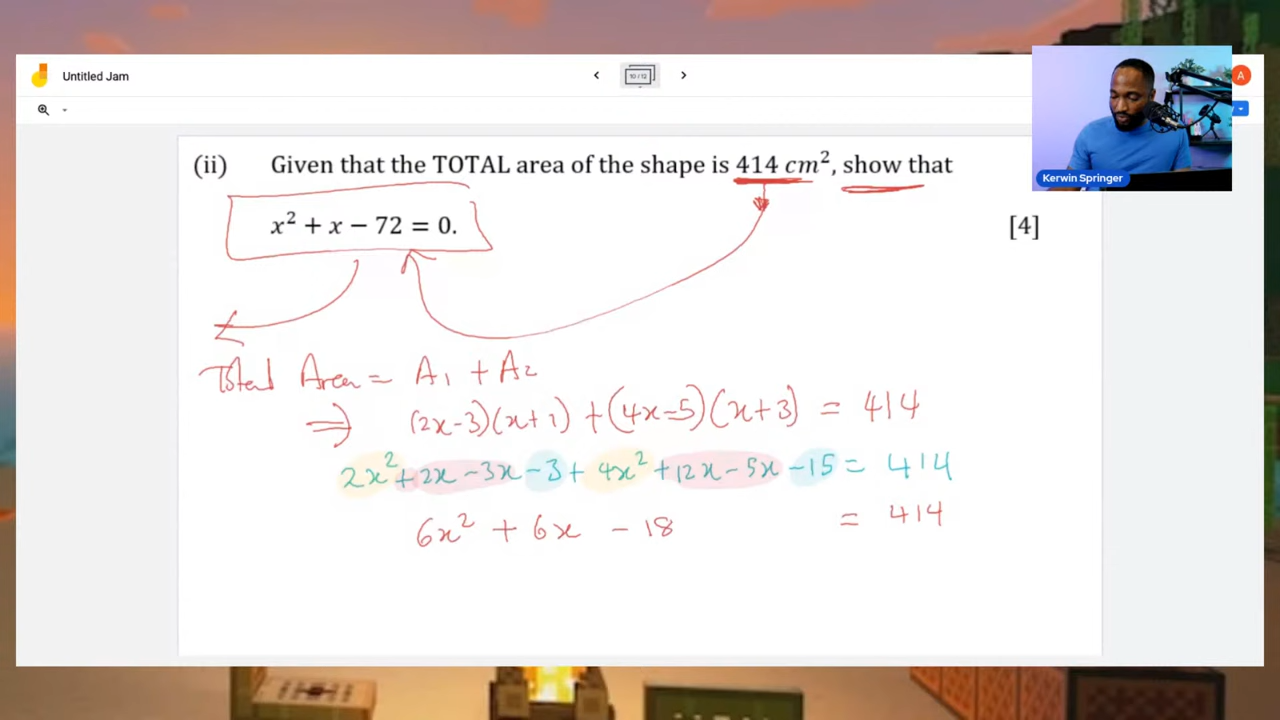 Untitled Jam
10 / 12
A
Kerwin Springer
(ii) Given that the TOTAL area of the shape is 414 cm², show that
x² + x − 72 = 0.
[4]
Total Area = A₁ + A₂
⇒ (2x−3)(x+1) + (4x−5)(x+3) = 414
2x² + 2x − 3x − 3 + 4x² + 12x − 5x − 15 = 414
6x² + 6x − 18 = 414